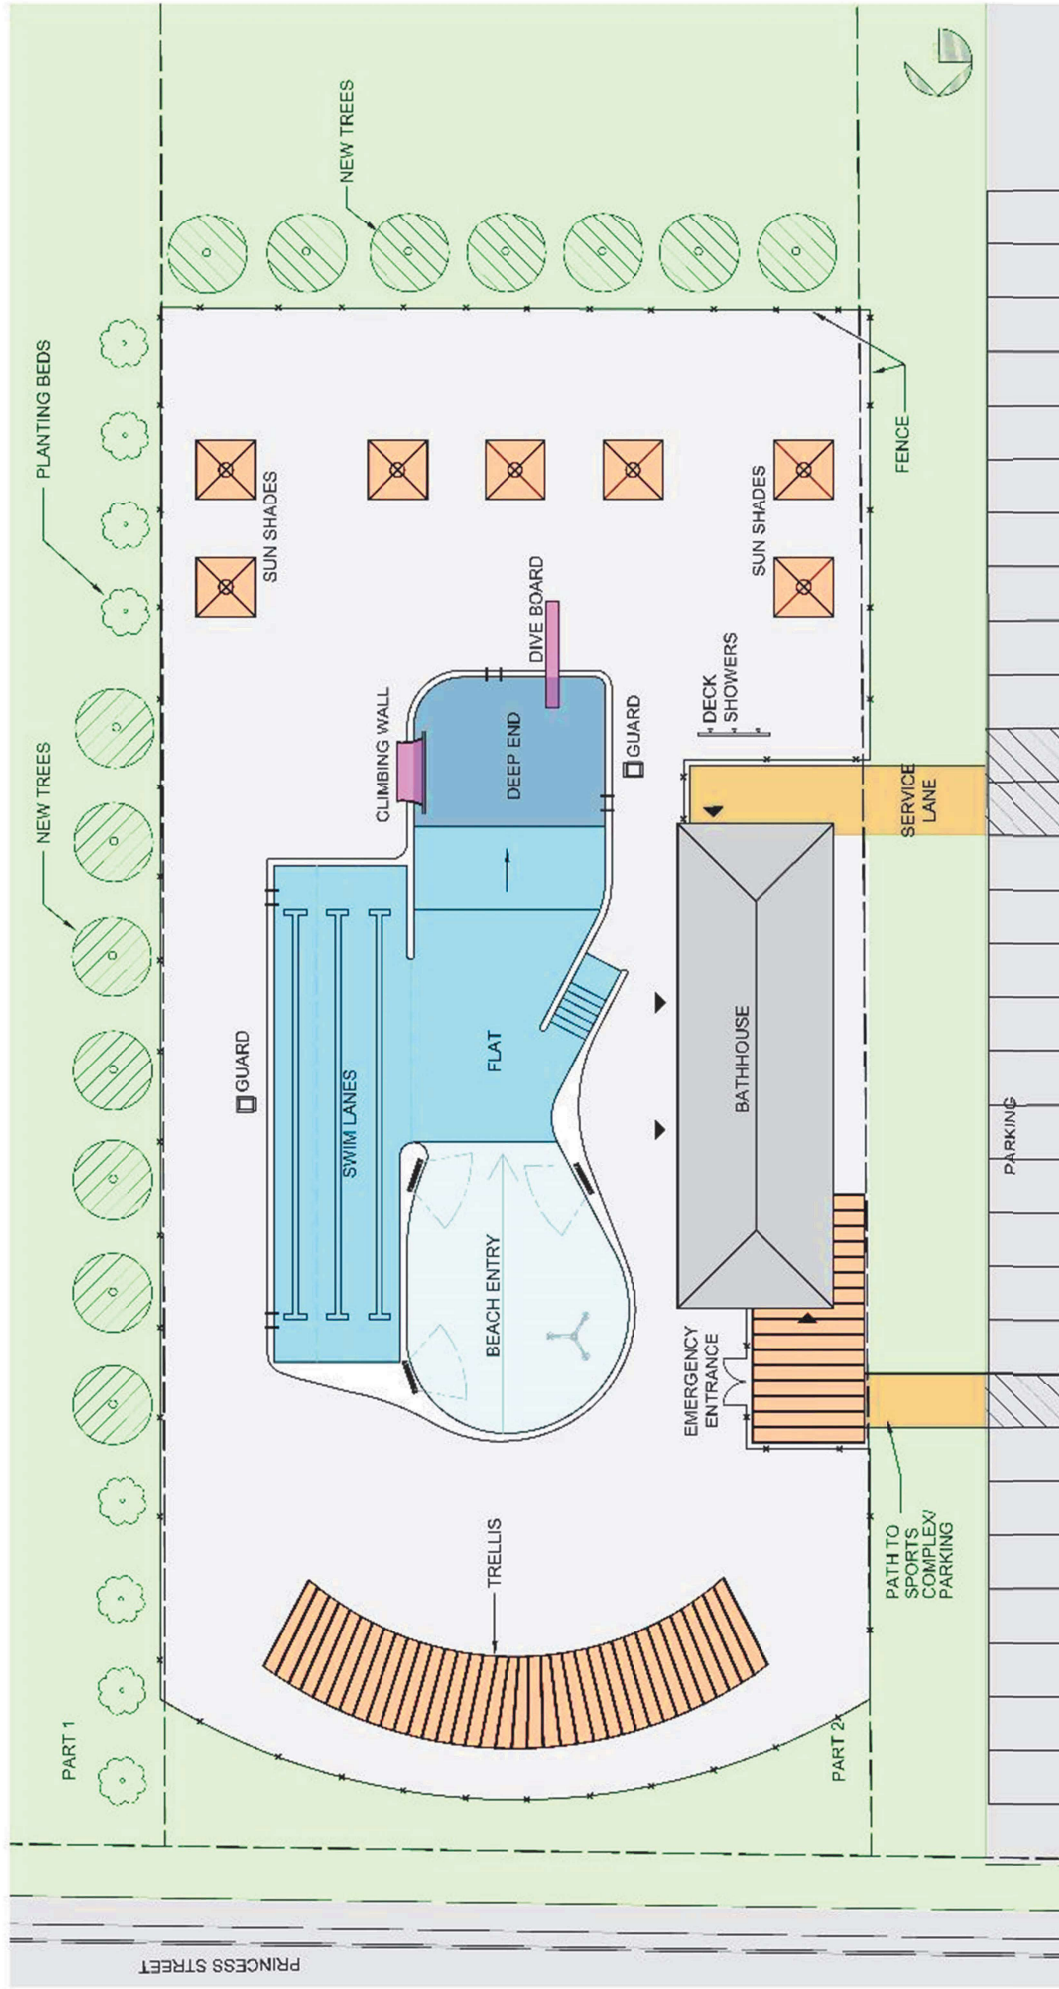 PRINCESS STREET
PART 1
PART 2
TRELLIS
PATH TO
SPORTS
COMPLEX/
PARKING
EMERGENCY
ENTRANCE
BEACH ENTRY
SWIM LANES
GUARD
FLAT
BATHHOUSE
PARKING
NEW TREES
CLIMBING WALL
DEEP END
GUARD
DECK
SHOWERS
SERVICE
LANE
DIVE BOARD
SUN SHADES
SUN SHADES
PLANTING BEDS
FENCE
NEW TREES